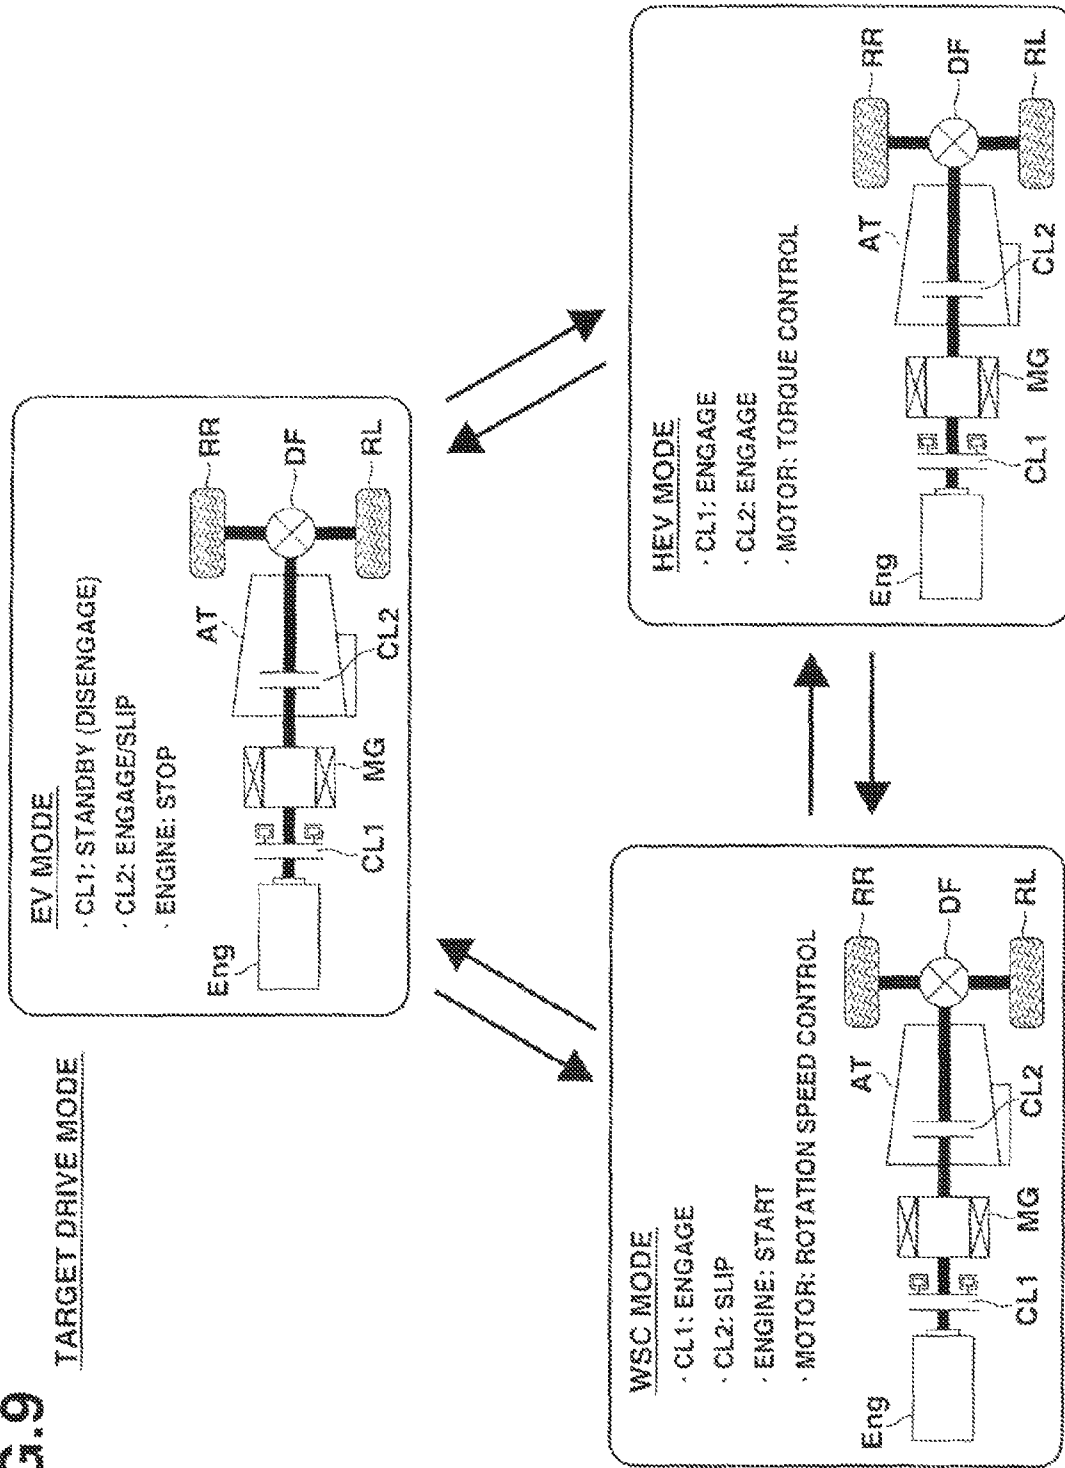 G.9
TARGET DRIVE MODE
EV MODE
· CL1: STANDBY (DISENGAGE)
· CL2: ENGAGE/SLIP
· ENGINE: STOP
Eng
CL1
MG
AT
CL2
RR
DF
RL
WSC MODE
· CL1: ENGAGE
· CL2: SLIP
· ENGINE: START
· MOTOR: ROTATION SPEED CONTROL
Eng
CL1
MG
AT
CL2
RR
DF
RL
HEV MODE
· CL1: ENGAGE
· CL2: ENGAGE
· MOTOR: TORQUE CONTROL
Eng
CL1
MG
AT
CL2
RR
DF
RL